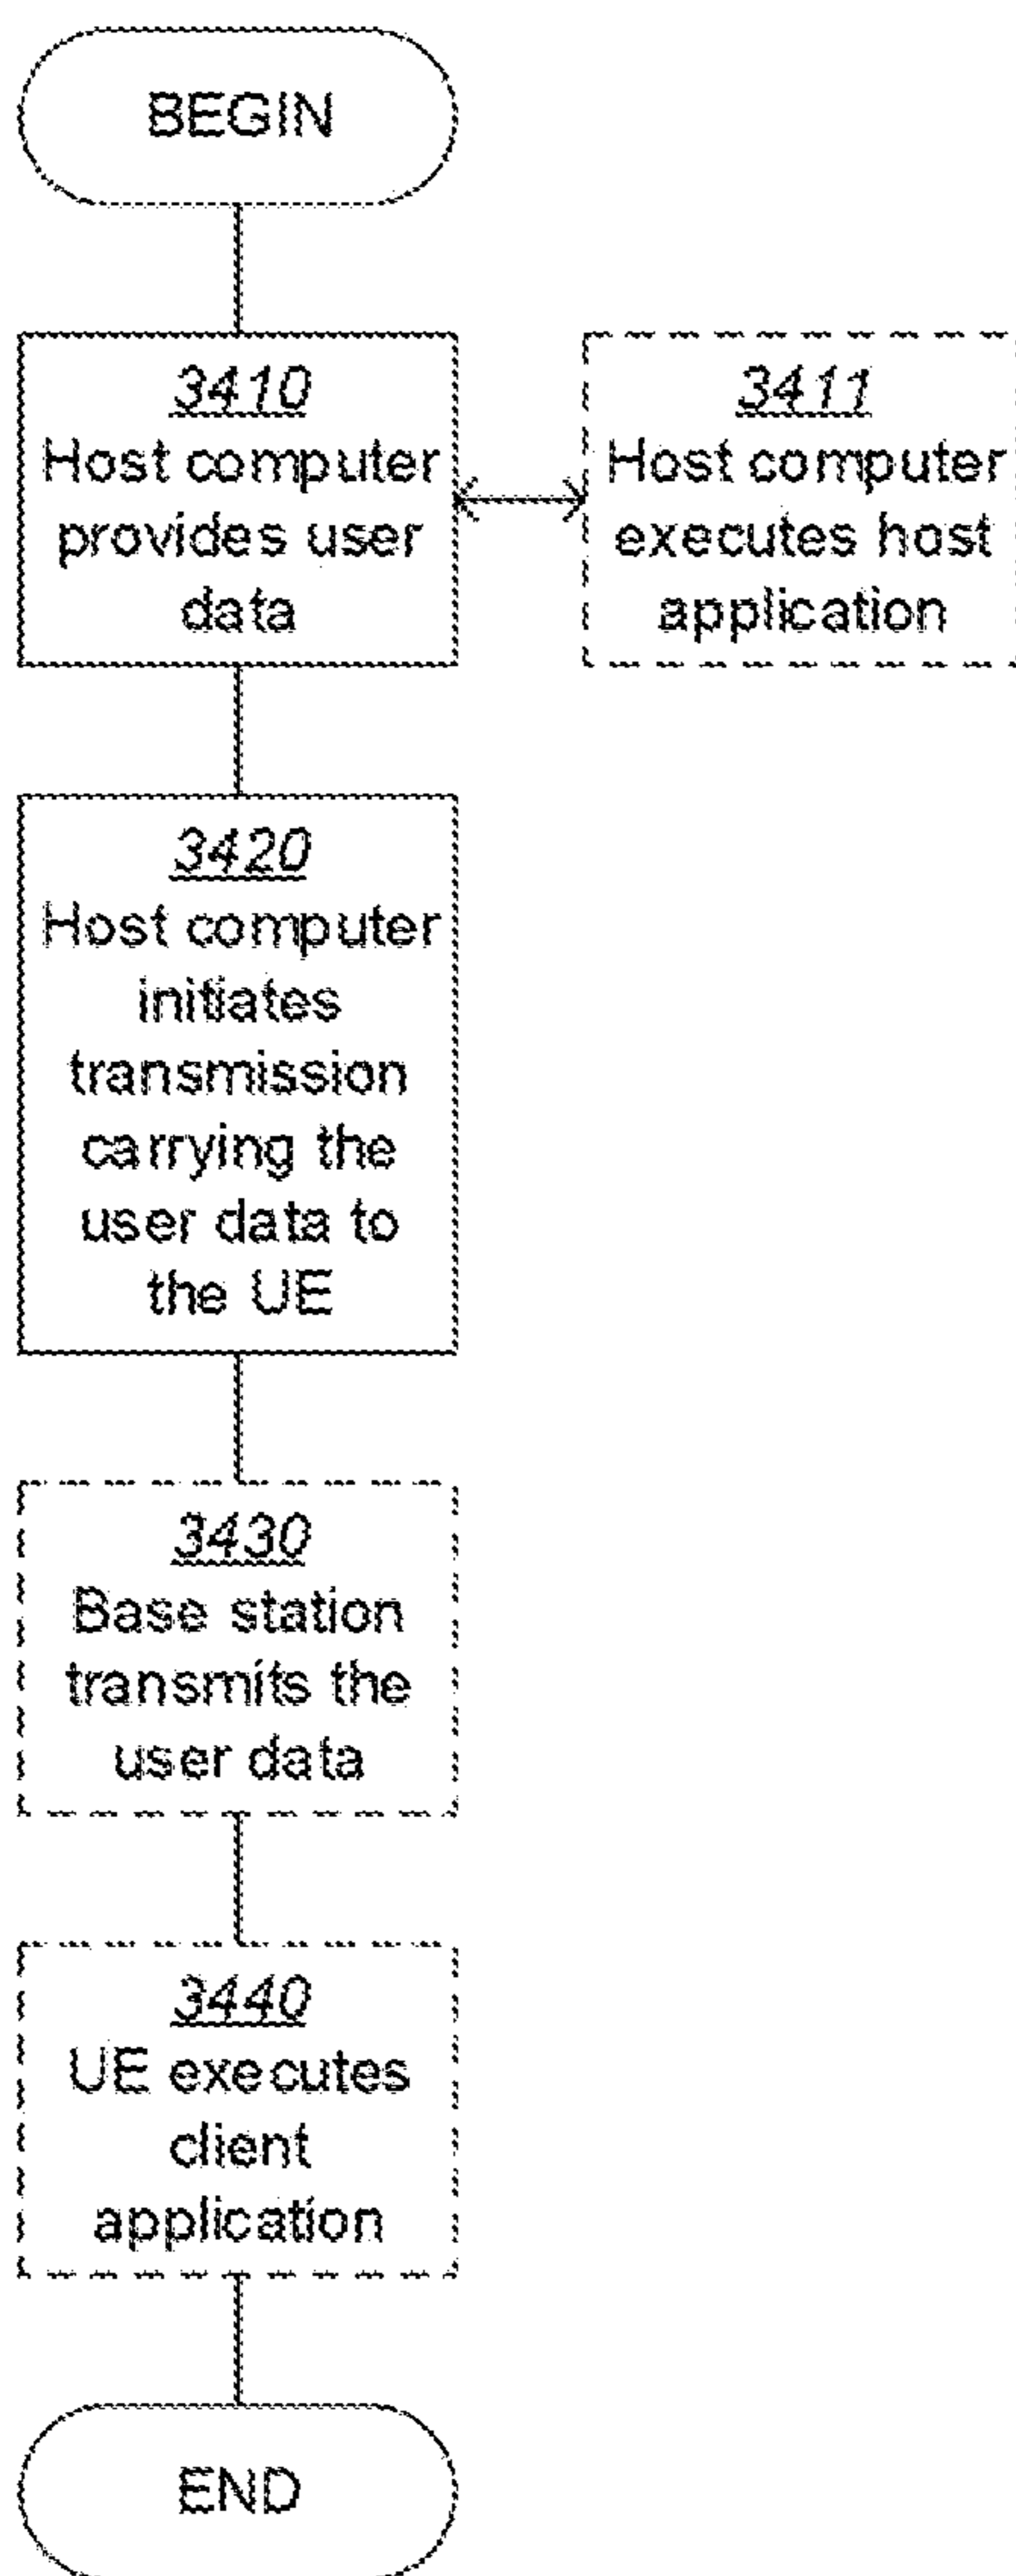 BEGIN
3410
Host computer
provides user
data
3411
Host computer
executes host
application
3420
Host computer
initiates
transmission
carrying the
user data to
the UE
3430
Base station
transmits the
user data
3440
UE executes
client
application
END